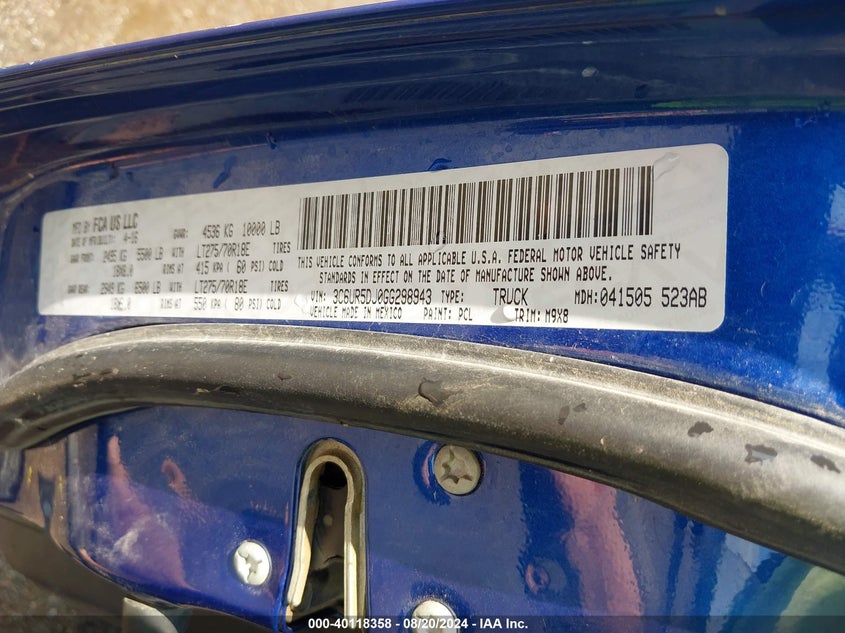 MFD BY FCA US LLC GVWR: 4536 KG 10000 LB
DATE OF MFR/BUILT: 4-16
GAWR FRONT: 2495 KG 5500 LB WITH LT275/70R18E TIRES
18X8.0 RIMS AT 415 KPA ( 60 PSI) COLD
GAWR REAR: KG 6500 LB WITH LT275/70R18E TIRES
18X8.0 RIMS AT 550 KPA ( 80 PSI) COLD
THIS VEHICLE CONFORMS TO ALL APPLICABLE U.S.A. FEDERAL MOTOR VEHICLE SAFETY
STANDARDS IN EFFECT ON THE DATE OF MANUFACTURE SHOWN ABOVE.
VIN: 3C6UR5DJ0GG298943 TYPE: TRUCK MDH: 041505 523AB
VEHICLE MADE IN MEXICO PAINT: PCL TRIM: M9X8
000-40118358 - 08/20/2024 - IAA Inc.